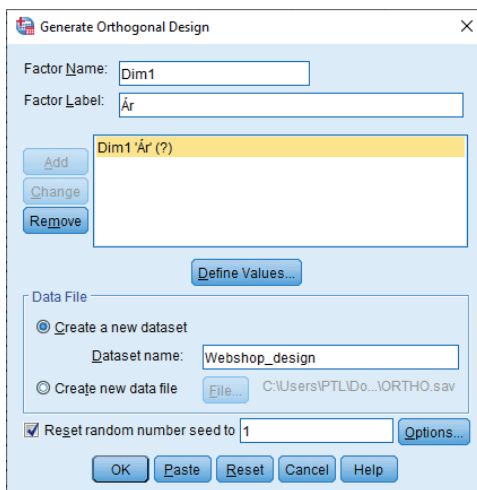 Generate Orthogonal Design
Factor Name: Dim1
Factor Label: Ár
Dim1 'Ár' (?)
Add
Change
Remove
Define Values...
Data File
Create a new dataset
Dataset name: Webshop_design
Create new data file File... C:\Users\PTL\Do...\ORTHO.sav
Reset random number seed to 1 Options...
OK Paste Reset Cancel Help